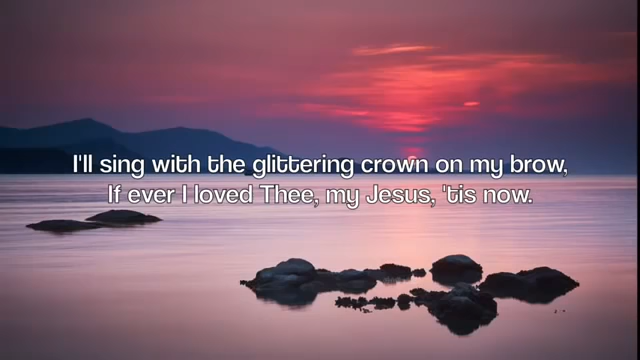 I'll sing with the glittering crown on my brow,
If ever I loved Thee, my Jesus, 'tis now.